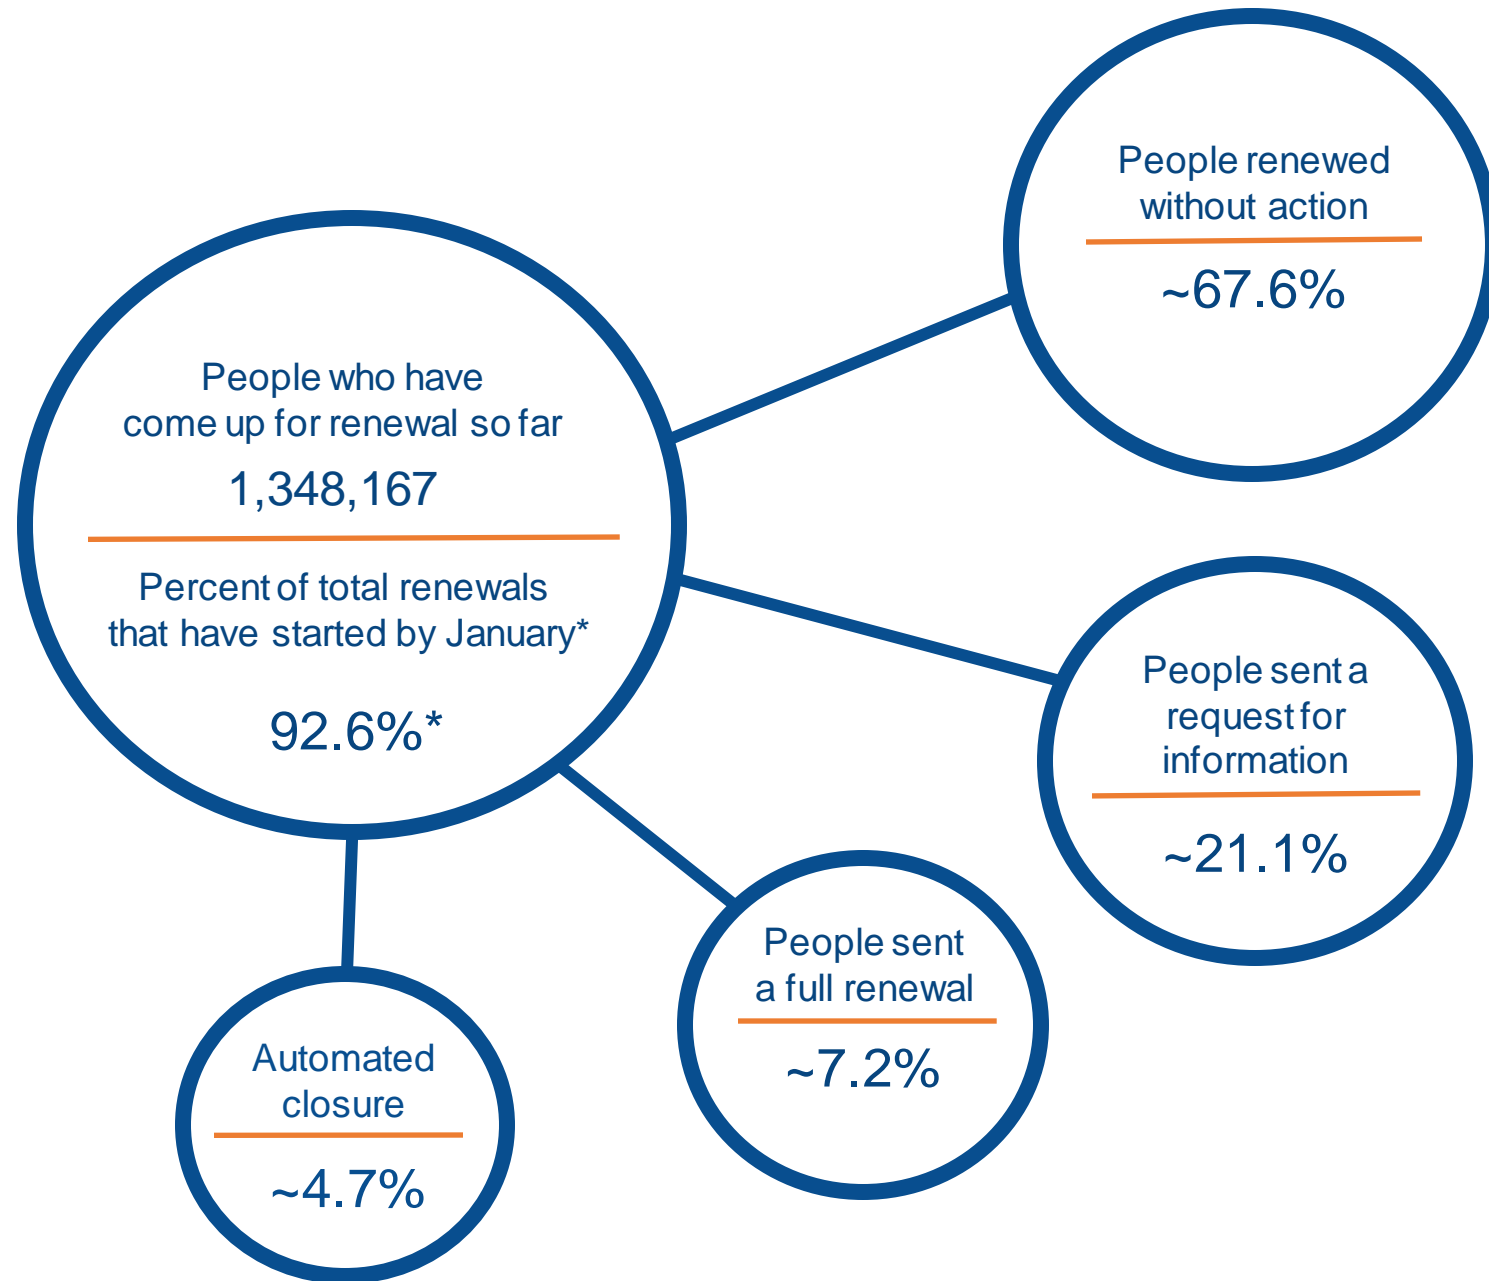 People renewed
without action
~67.6%
People who have
come up for renewal so far
1,348,167
Percent of total renewals
that have started by January*
92.6%*
People sent a
request for
information
~21.1%
People sent
a full renewal
~7.2%
Automated
closure
~4.7%